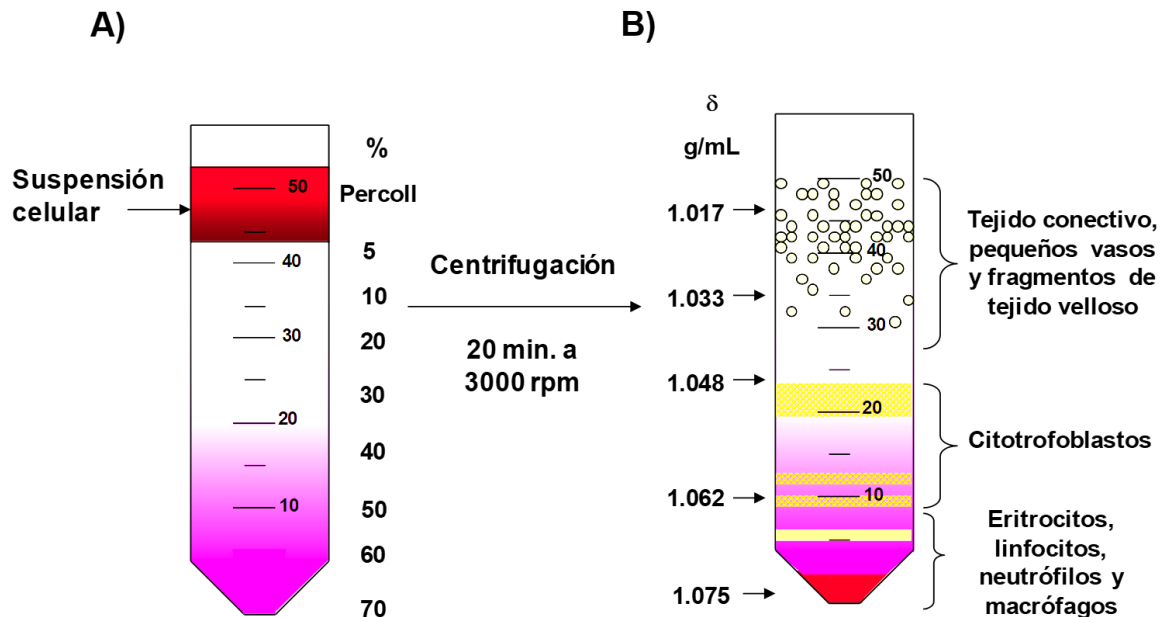 A)
B)
Suspensión
celular
50
40
30
20
10
%
Percoll
5
10
20
30
40
50
60
70
Centrifugación
20 min. a
3000 rpm
δ
g/mL
1.017
1.033
1.048
1.062
1.075
50
40
30
20
10
Tejido conectivo,
pequeños vasos
y fragmentos de
tejido velloso
Citotrofoblastos
Eritrocitos,
linfocitos,
neutrófilos y
macrófagos